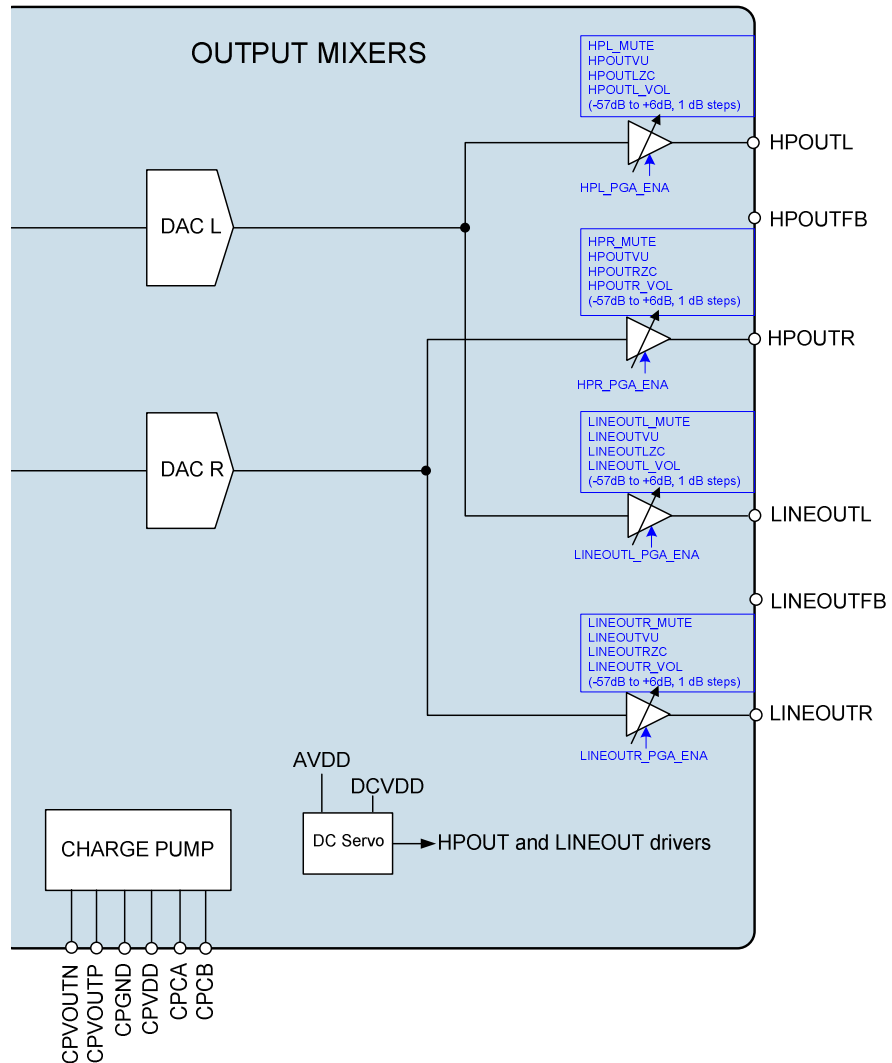 OUTPUT MIXERS
HPL_MUTE
HPOUTVU
HPOUTLZC
HPOUTL_VOL
(-57dB to +6dB, 1 dB steps)
HPOUTL
HPL_PGA_ENA
DAC L
HPOUTFB
HPR_MUTE
HPOUTVU
HPOUTRZC
HPOUTR_VOL
(-57dB to +6dB, 1 dB steps)
HPOUTR
HPR_PGA_ENA
LINEOUTL_MUTE
LINEOUTVU
LINEOUTLZC
LINEOUTL_VOL
(-57dB to +6dB, 1 dB steps)
DAC R
LINEOUTL
LINEOUTL_PGA_ENA
LINEOUTFB
LINEOUTR_MUTE
LINEOUTVU
LINEOUTRZC
LINEOUTR_VOL
(-57dB to +6dB, 1 dB steps)
LINEOUTR
LINEOUTR_PGA_ENA
AVDD
DCVDD
DC Servo
HPOUT and LINEOUT drivers
CHARGE PUMP
CPVOUTN
CPVOUTP
CPGND
CPVDD
CPCA
CPCB